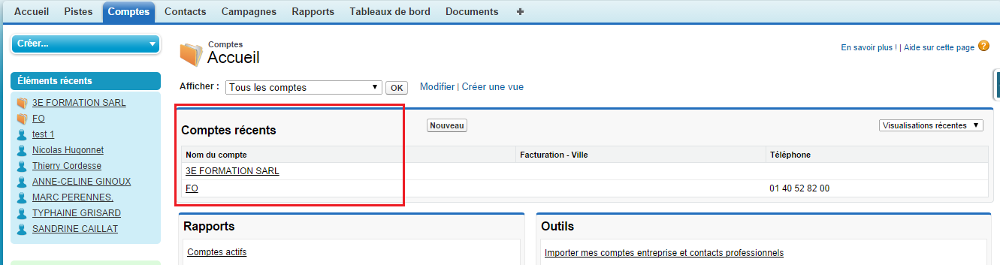 Accueil Pistes Comptes Contacts Campagnes Rapports Tableaux de bord Documents +
Créer...
Éléments récents
3E FORMATION SARL
FO
test 1
Nicolas Hugonnet
Thierry Cordesse
ANNE-CELINE GINOUX
MARC PERENNES.
TYPHAINE GRISARD
SANDRINE CAILLAT
Comptes
Accueil
En savoir plus ! | Aide sur cette page ?
Afficher : Tous les comptes OK Modifier | Créer une vue
Comptes récents Nouveau Visualisations récentes
Nom du compte Facturation - Ville Téléphone
3E FORMATION SARL
FO 01 40 52 82 00
Rapports
Comptes actifs
Outils
Importer mes comptes entreprise et contacts professionnels